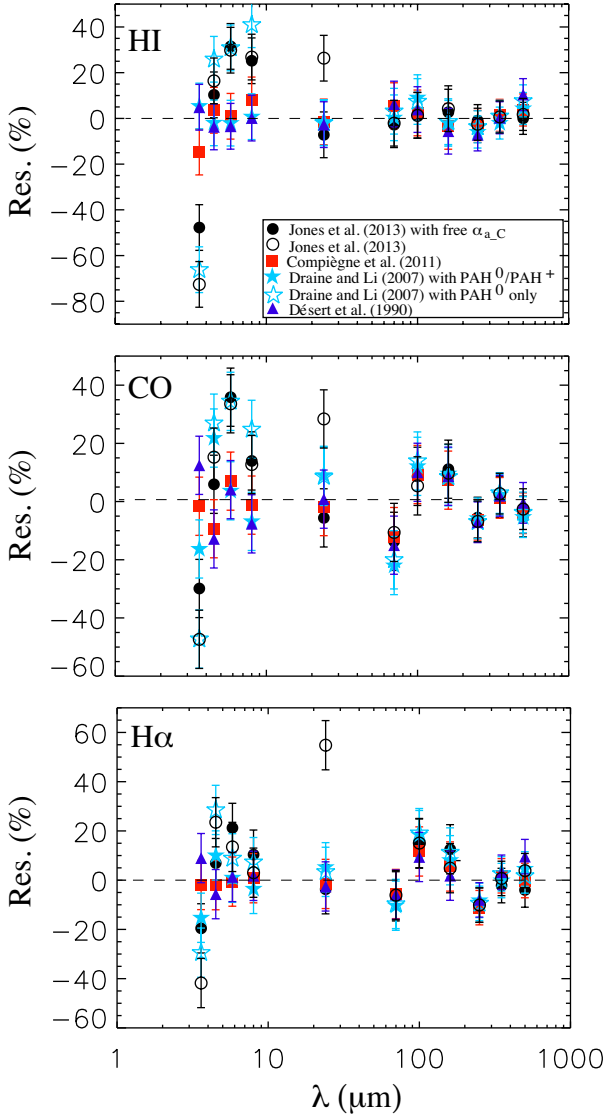 HI
Res. (%)
40
20
0
−20
−40
−60
−80
Jones et al. (2013) with free α_a_C
Jones et al. (2013)
Compiègne et al. (2011)
Draine and Li (2007) with PAH⁰/PAH⁺
Draine and Li (2007) with PAH⁰ only
Désert et al. (1990)
CO
Res. (%)
40
20
0
−20
−40
−60
Hα
Res. (%)
60
40
20
0
−20
−40
−60
1 10 100 1000
λ (μm)